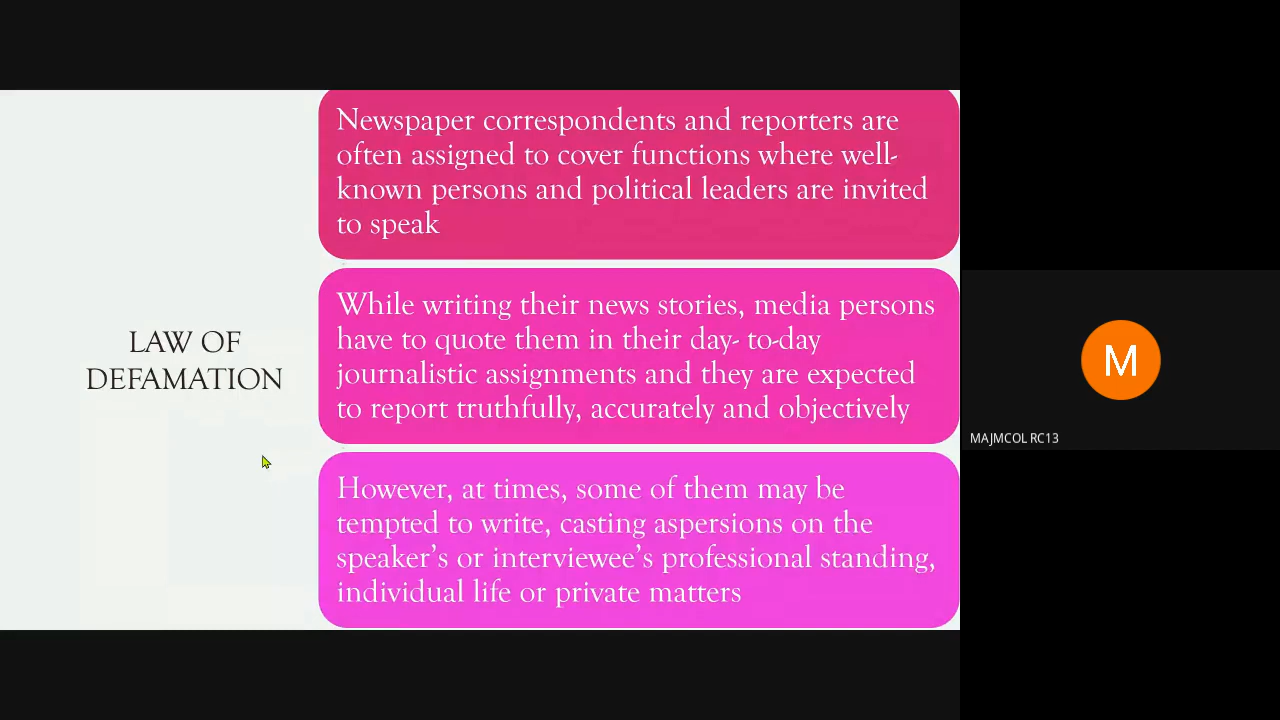 LAW OF
DEFAMATION
Newspaper correspondents and reporters are
often assigned to cover functions where well-
known persons and political leaders are invited
to speak
While writing their news stories, media persons
have to quote them in their day- to-day
journalistic assignments and they are expected
to report truthfully, accurately and objectively
However, at times, some of them may be
tempted to write, casting aspersions on the
speaker's or interviewee's professional standing,
individual life or private matters
M
MAJMCOL RC13